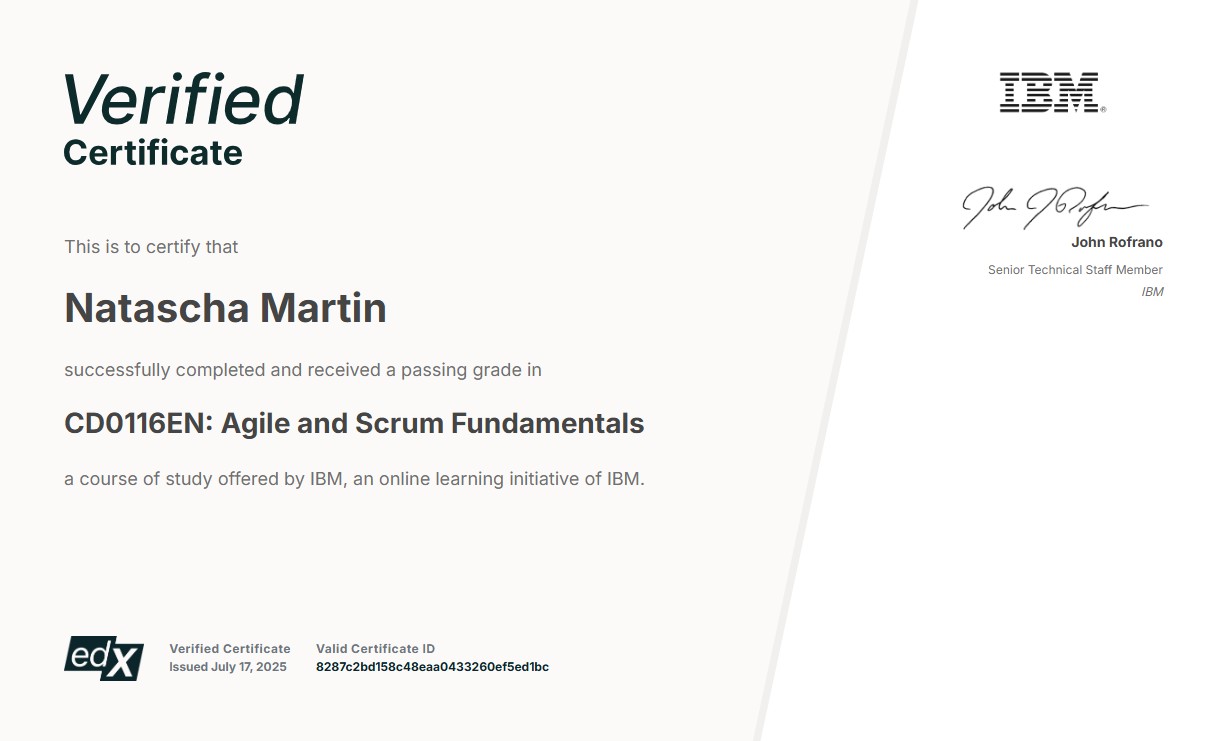 Verified
Certificate
This is to certify that
Natascha Martin
successfully completed and received a passing grade in
CD0116EN: Agile and Scrum Fundamentals
a course of study offered by IBM, an online learning initiative of IBM.
edX
Verified Certificate
Issued July 17, 2025
Valid Certificate ID
8287c2bd158c48eaa0433260ef5ed1bc
IBM®
John J Rofrano
John Rofrano
Senior Technical Staff Member
IBM